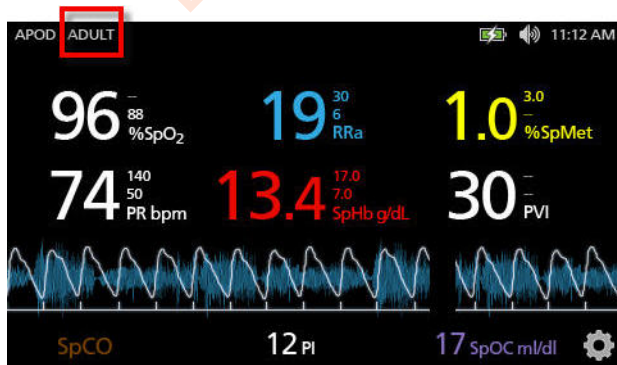 APOD ADULT 11:12 AM
96 -- 88 %SpO₂ 19 30 6 RRa 1.0 3.0 -- %SpMet
74 140 50 PR bpm 13.4 17.0 7.0 SpHb g/dL 30 -- -- PVI
SpCO 12 PI 17 SpOC ml/dl